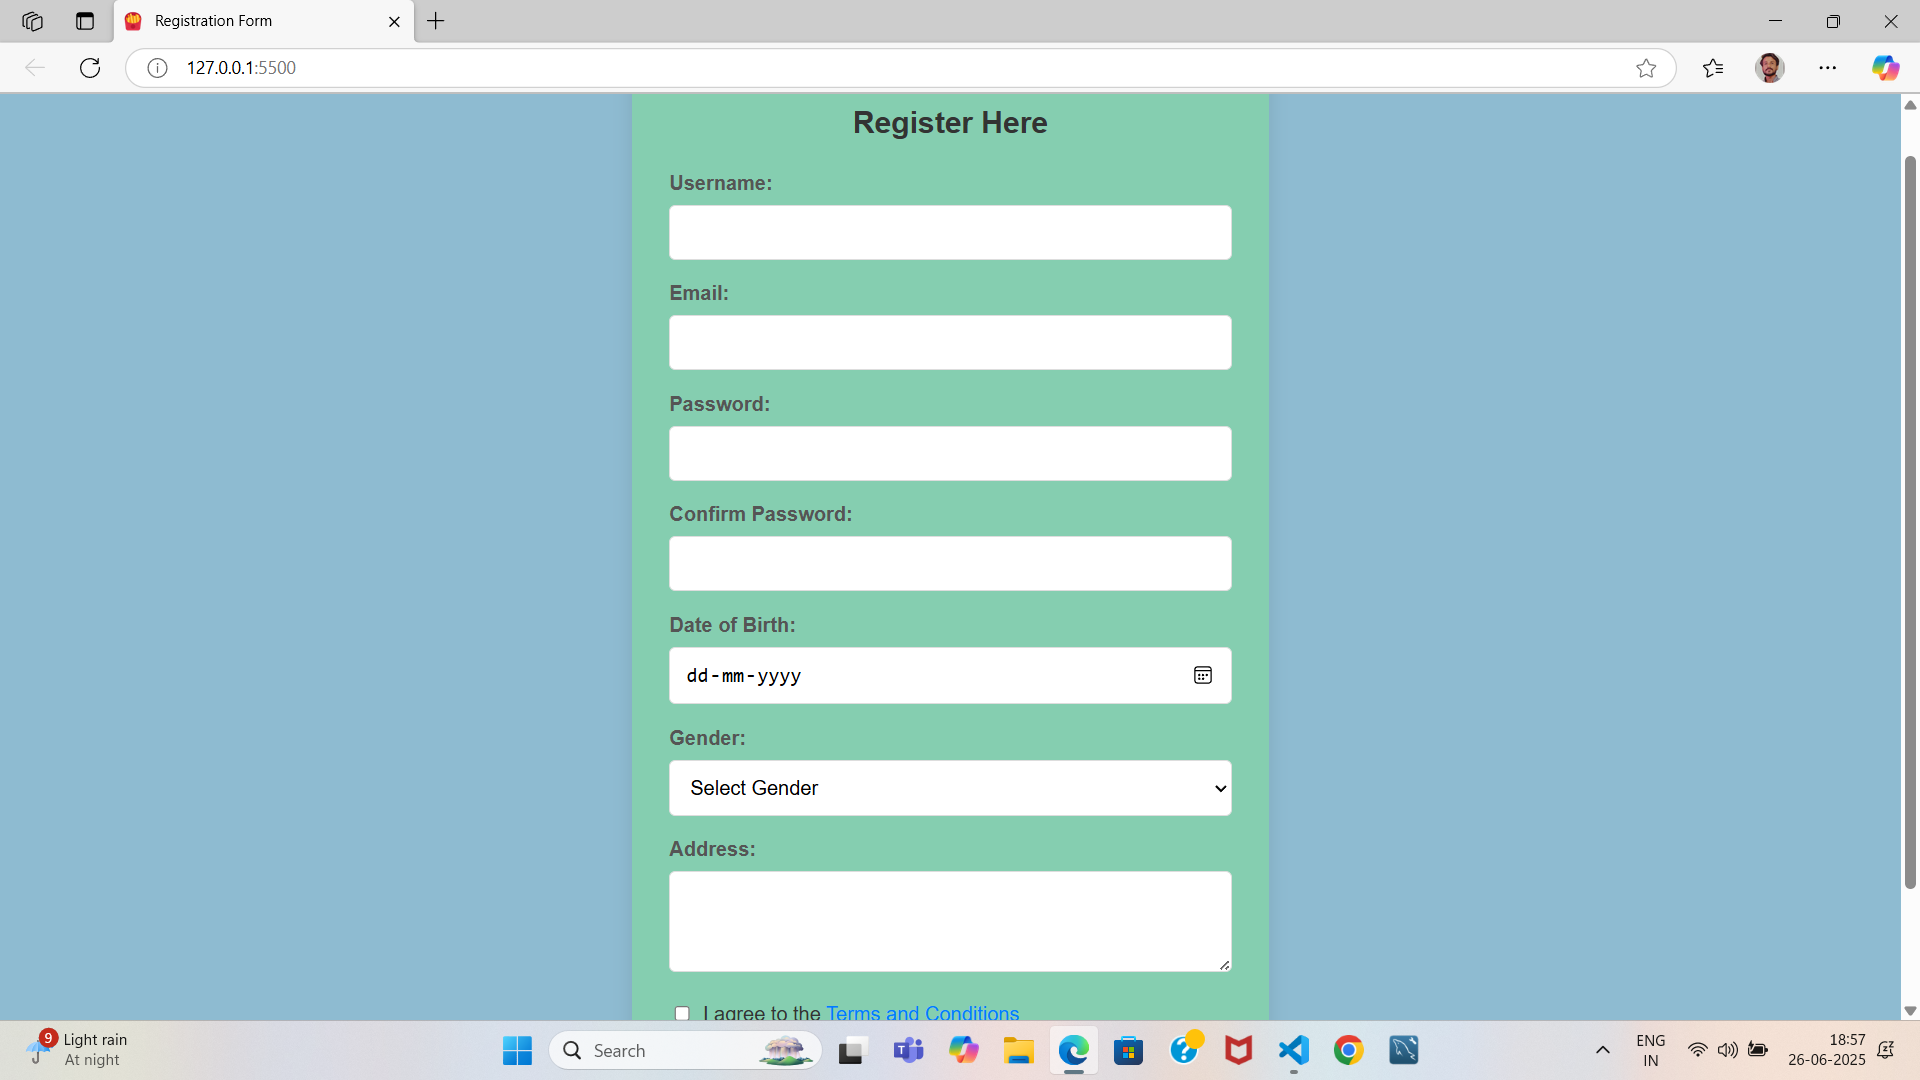 Registration Form
127.0.0.1:5500
Register Here
Username:
Email:
Password:
Confirm Password:
Date of Birth:
dd-mm-yyyy
Gender:
Select Gender
Address:
I agree to the Terms and Conditions
9
Light rain
At night
Search
ENG
IN
18:57
26-06-2025